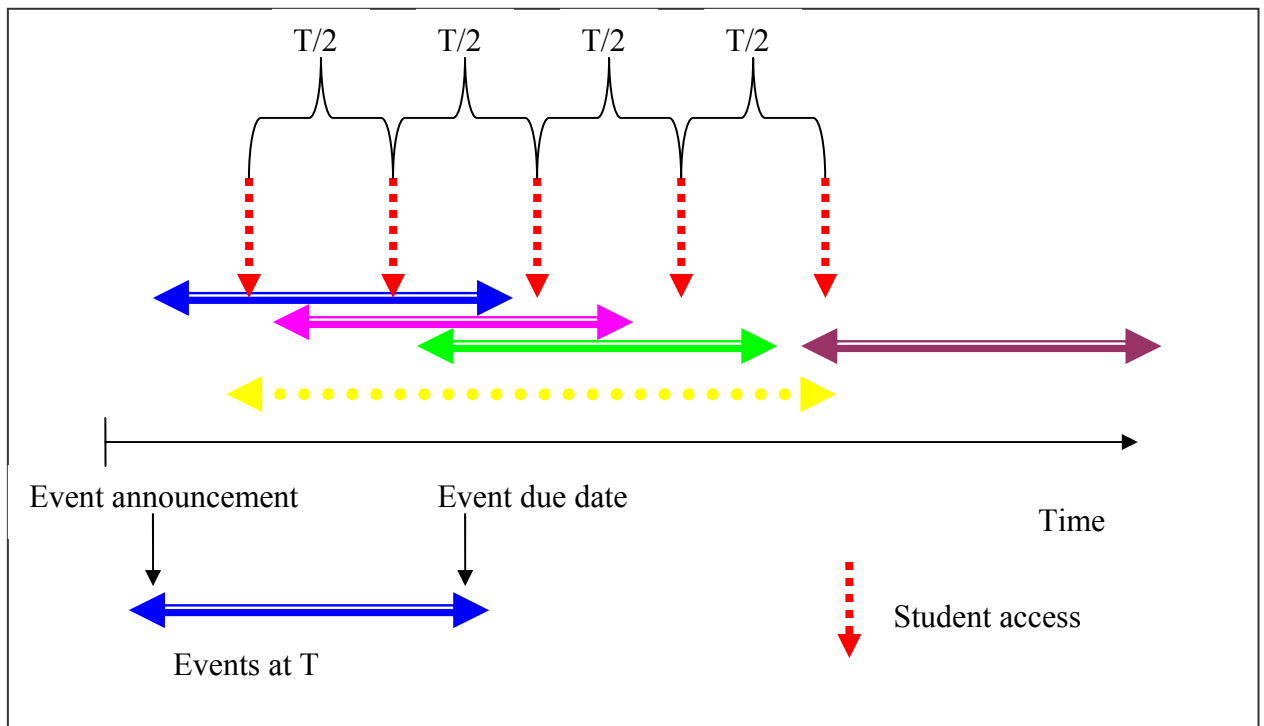 T/2 T/2 T/2 T/2
Event announcement Event due date
Time
Student access
Events at T